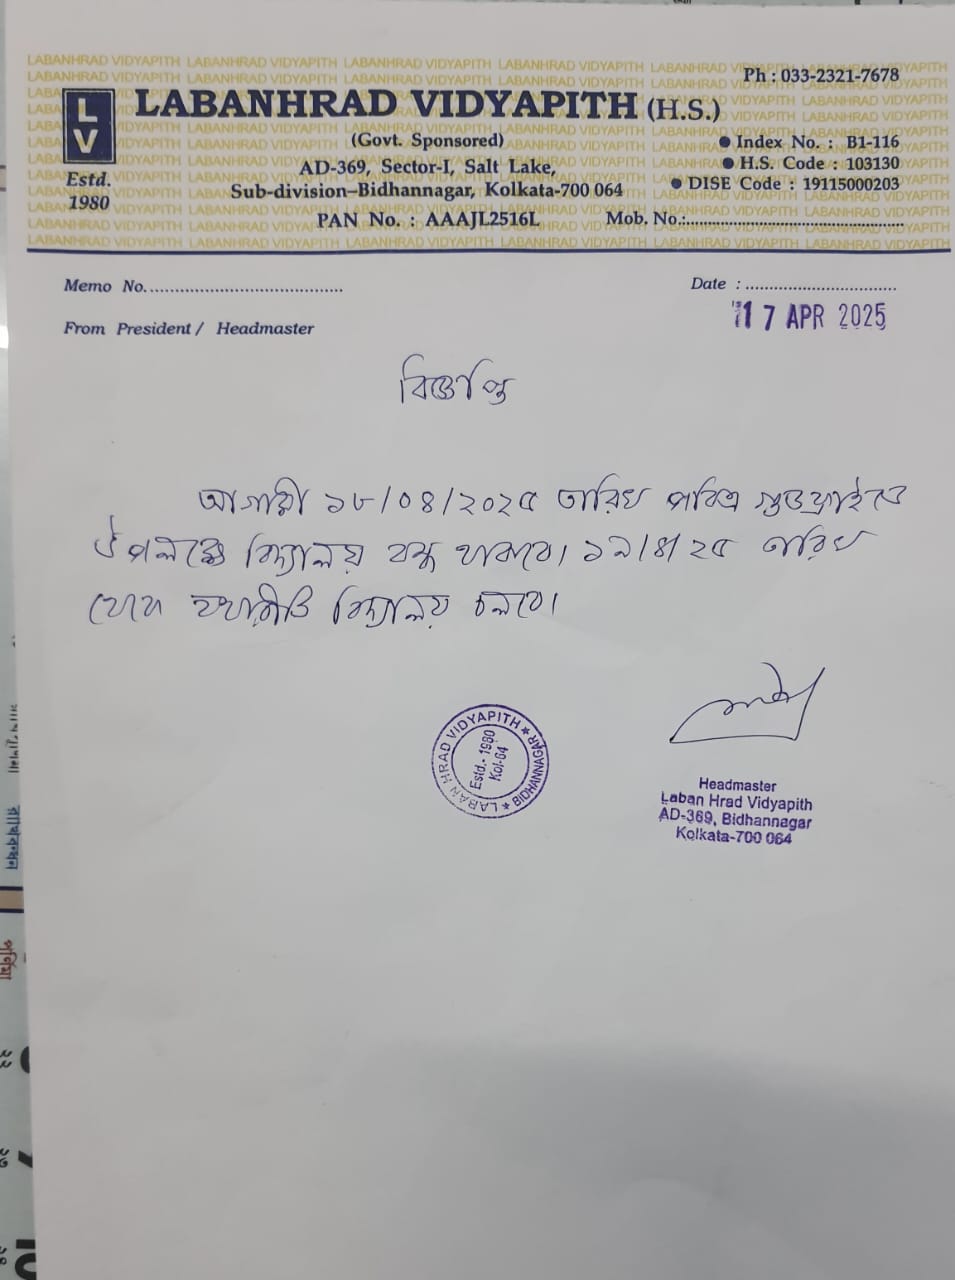 Ph : 033-2321-7678
LV
LABANHRAD VIDYAPITH (H.S.)
(Govt. Sponsored)
AD-369, Sector-I, Salt Lake,
Sub-division–Bidhannagar, Kolkata-700 064
PAN No. : AAAJL2516L
Estd.
1980
● Index No. : B1-116
● H.S. Code : 103130
● DISE Code : 19115000203
Mob. No.:
Memo No.
Date :
17 APR 2025
From President / Headmaster
বিজ্ঞপ্তি
আগামী ১৮/০৪/২০২৫ তারিখ পবিত্র গুডফ্রাইডে
উপলক্ষে বিদ্যালয় বন্ধ থাকবে। ১৯/৪/২৫ তারিখ
থেকে যথারীতি বিদ্যালয় চলবে।
LABAN HRAD VIDYAPITH ★ BIDHANNAGAR ★
Estd.- 1980
Kol-64
Headmaster
Laban Hrad Vidyapith
AD-369, Bidhannagar
Kolkata-700 064